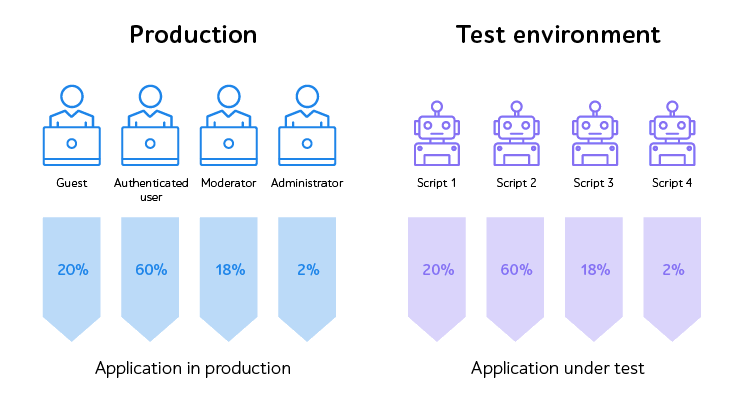 Production
Guest
Authenticated
user
Moderator
Administrator
20%
60%
18%
2%
Application in production
Test environment
Script 1
Script 2
Script 3
Script 4
20%
60%
18%
2%
Application under test